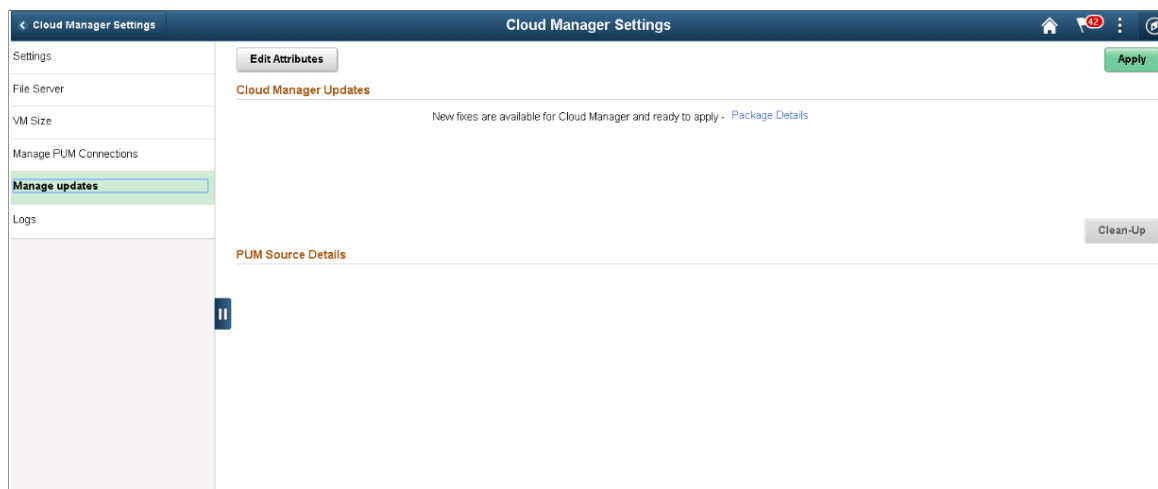 Cloud Manager Settings
Cloud Manager Settings
42
Settings
File Server
VM Size
Manage PUM Connections
Manage updates
Logs
Edit Attributes
Apply
Cloud Manager Updates
New fixes are available for Cloud Manager and ready to apply - Package Details
Clean-Up
PUM Source Details